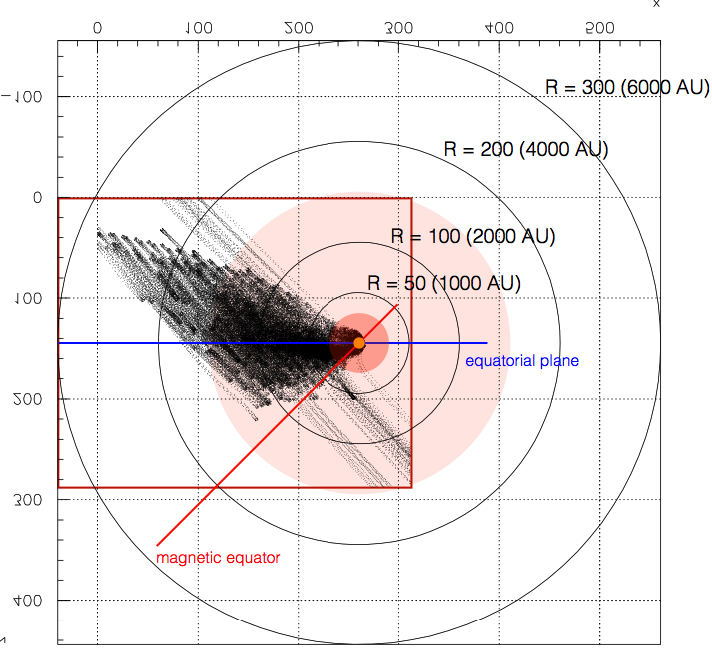 x
0 100 200 300 400 500
-100
R = 300 (6000 AU)
R = 200 (4000 AU)
0
R = 100 (2000 AU)
R = 50 (1000 AU)
100
equatorial plane
200
300
magnetic equator
400